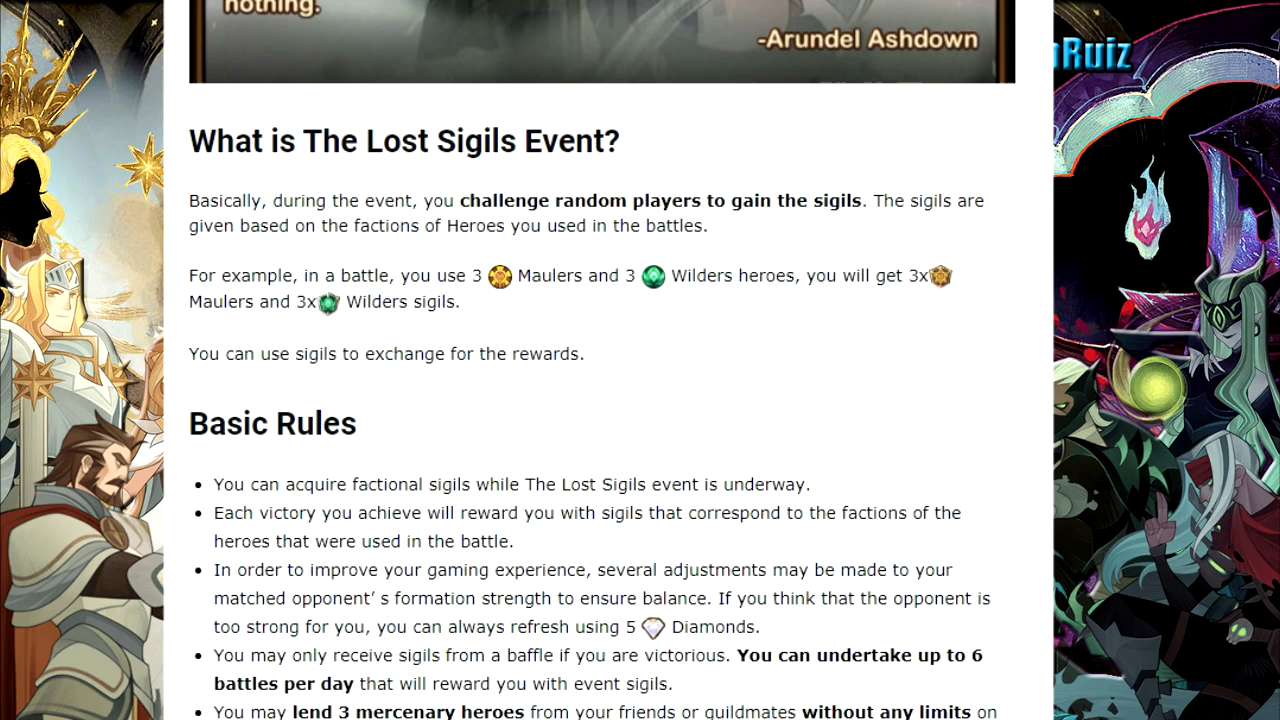 nothing.
-Arundel Ashdown
Ruiz
What is The Lost Sigils Event?
Basically, during the event, you challenge random players to gain the sigils. The sigils are
given based on the factions of Heroes you used in the battles.
For example, in a battle, you use 3 Maulers and 3 Wilders heroes, you will get 3x
Maulers and 3x Wilders sigils.
You can use sigils to exchange for the rewards.
Basic Rules
• You can acquire factional sigils while The Lost Sigils event is underway.
• Each victory you achieve will reward you with sigils that correspond to the factions of the
heroes that were used in the battle.
• In order to improve your gaming experience, several adjustments may be made to your
matched opponent’ s formation strength to ensure balance. If you think that the opponent is
too strong for you, you can always refresh using 5 Diamonds.
• You may only receive sigils from a baffle if you are victorious. You can undertake up to 6
battles per day that will reward you with event sigils.
• You may lend 3 mercenary heroes from your friends or guildmates without any limits on